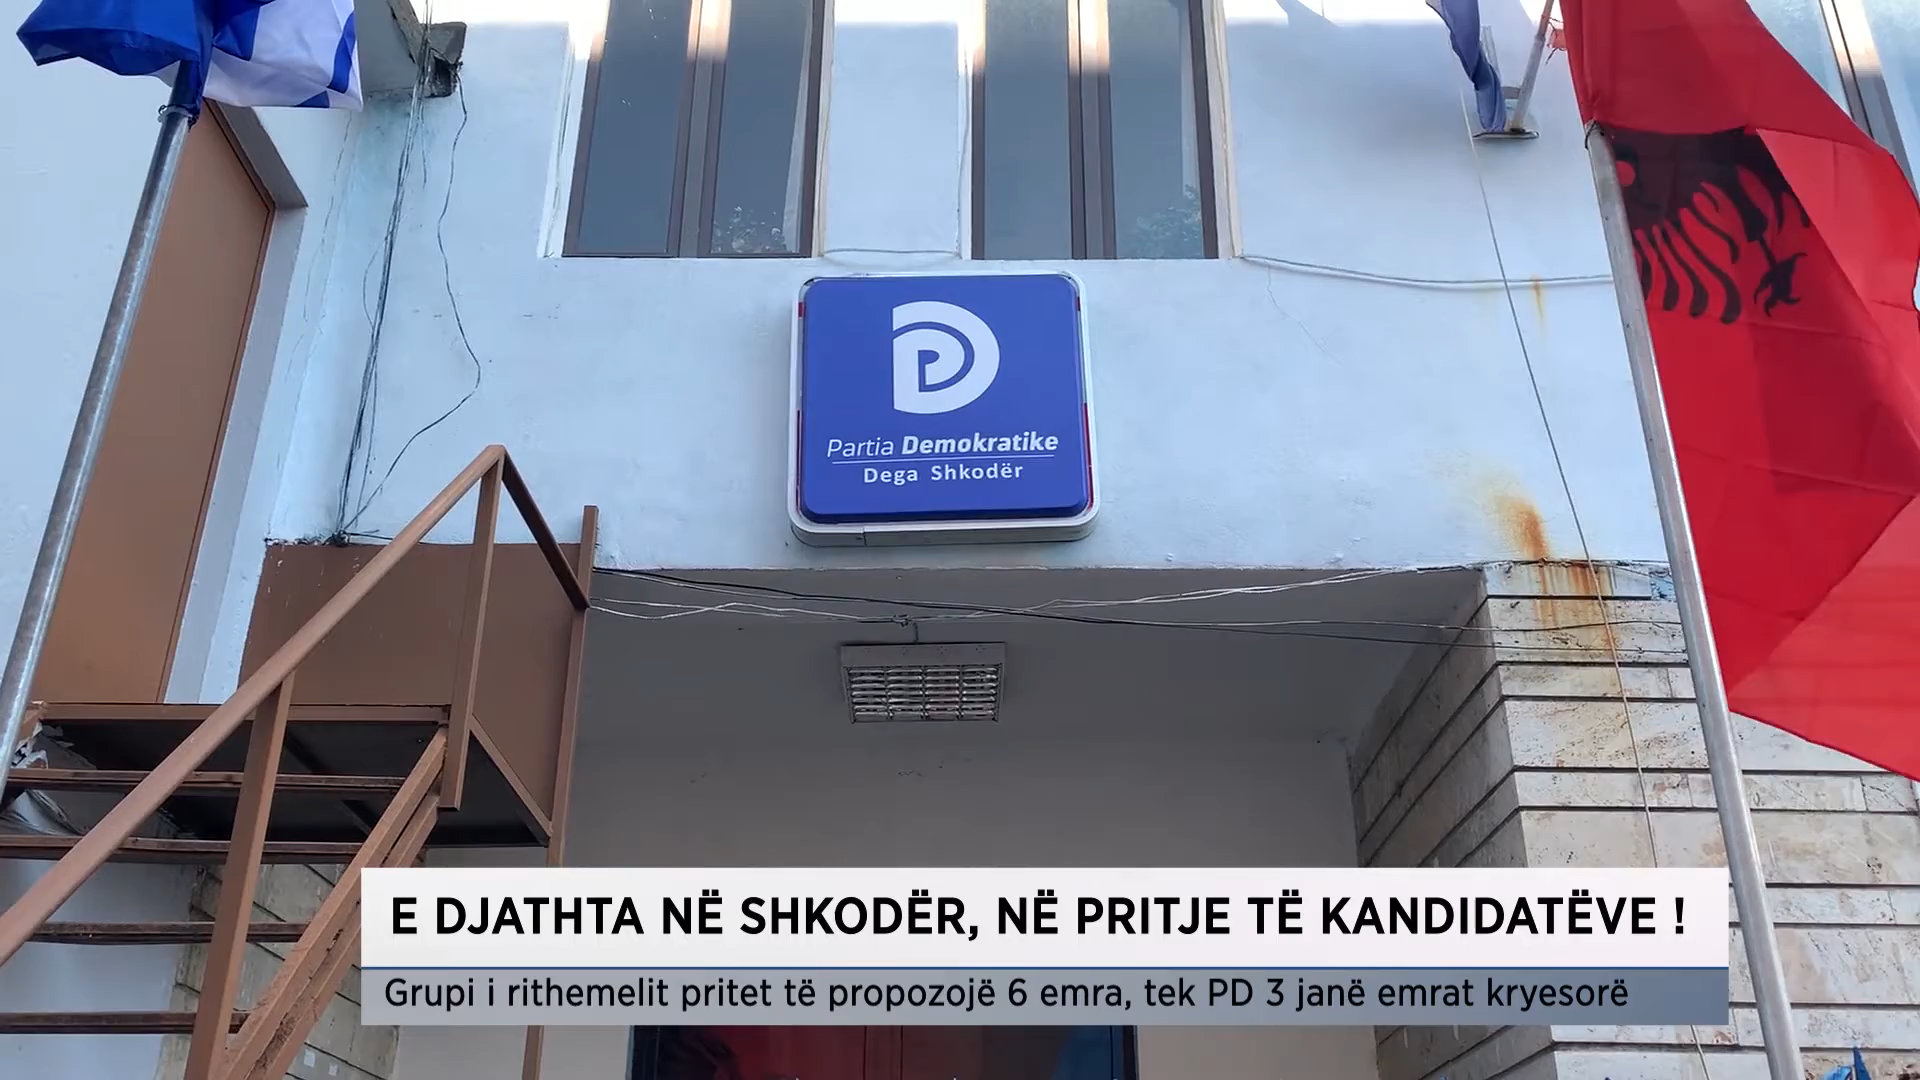 Partia Demokratike
Dega Shkodër
E DJATHTA NË SHKODËR, NË PRITJE TË KANDIDATËVE !
Grupi i rithemelit pritet të propozojë 6 emra, tek PD 3 janë emrat kryesorë